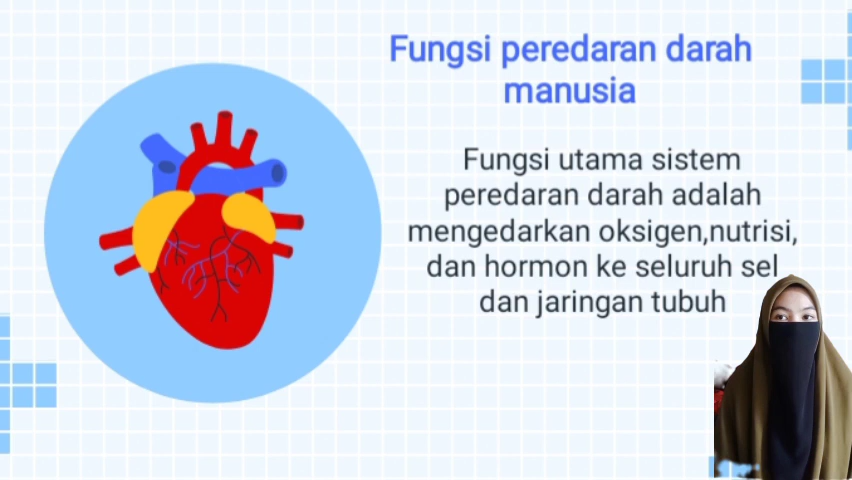 Fungsi peredaran darah
manusia
Fungsi utama sistem
peredaran darah adalah
mengedarkan oksigen,nutrisi,
dan hormon ke seluruh sel
dan jaringan tubuh